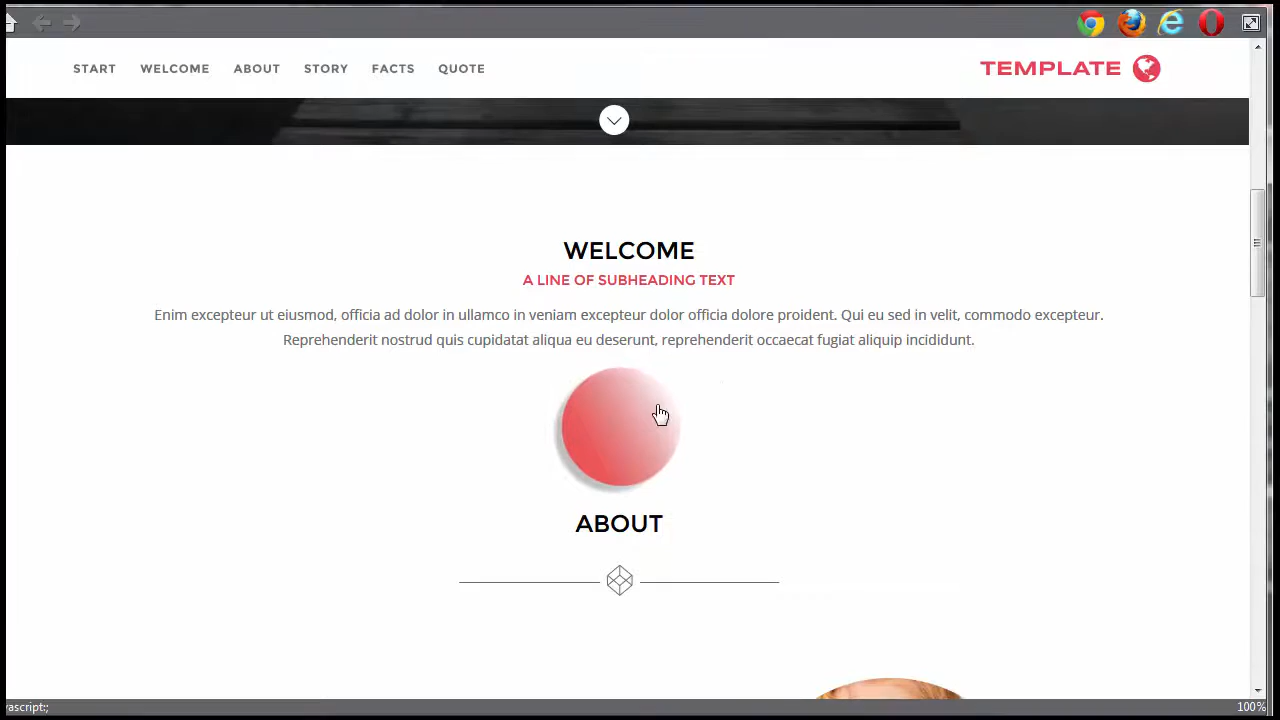 START WELCOME ABOUT STORY FACTS QUOTE TEMPLATE
WELCOME
A LINE OF SUBHEADING TEXT
Enim excepteur ut eiusmod, officia ad dolor in ullamco in veniam excepteur dolor officia dolore proident. Qui eu sed in velit, commodo excepteur.
Reprehenderit nostrud quis cupidatat aliqua eu deserunt, reprehenderit occaecat fugiat aliquip incididunt.
ABOUT
vascript:; 100%